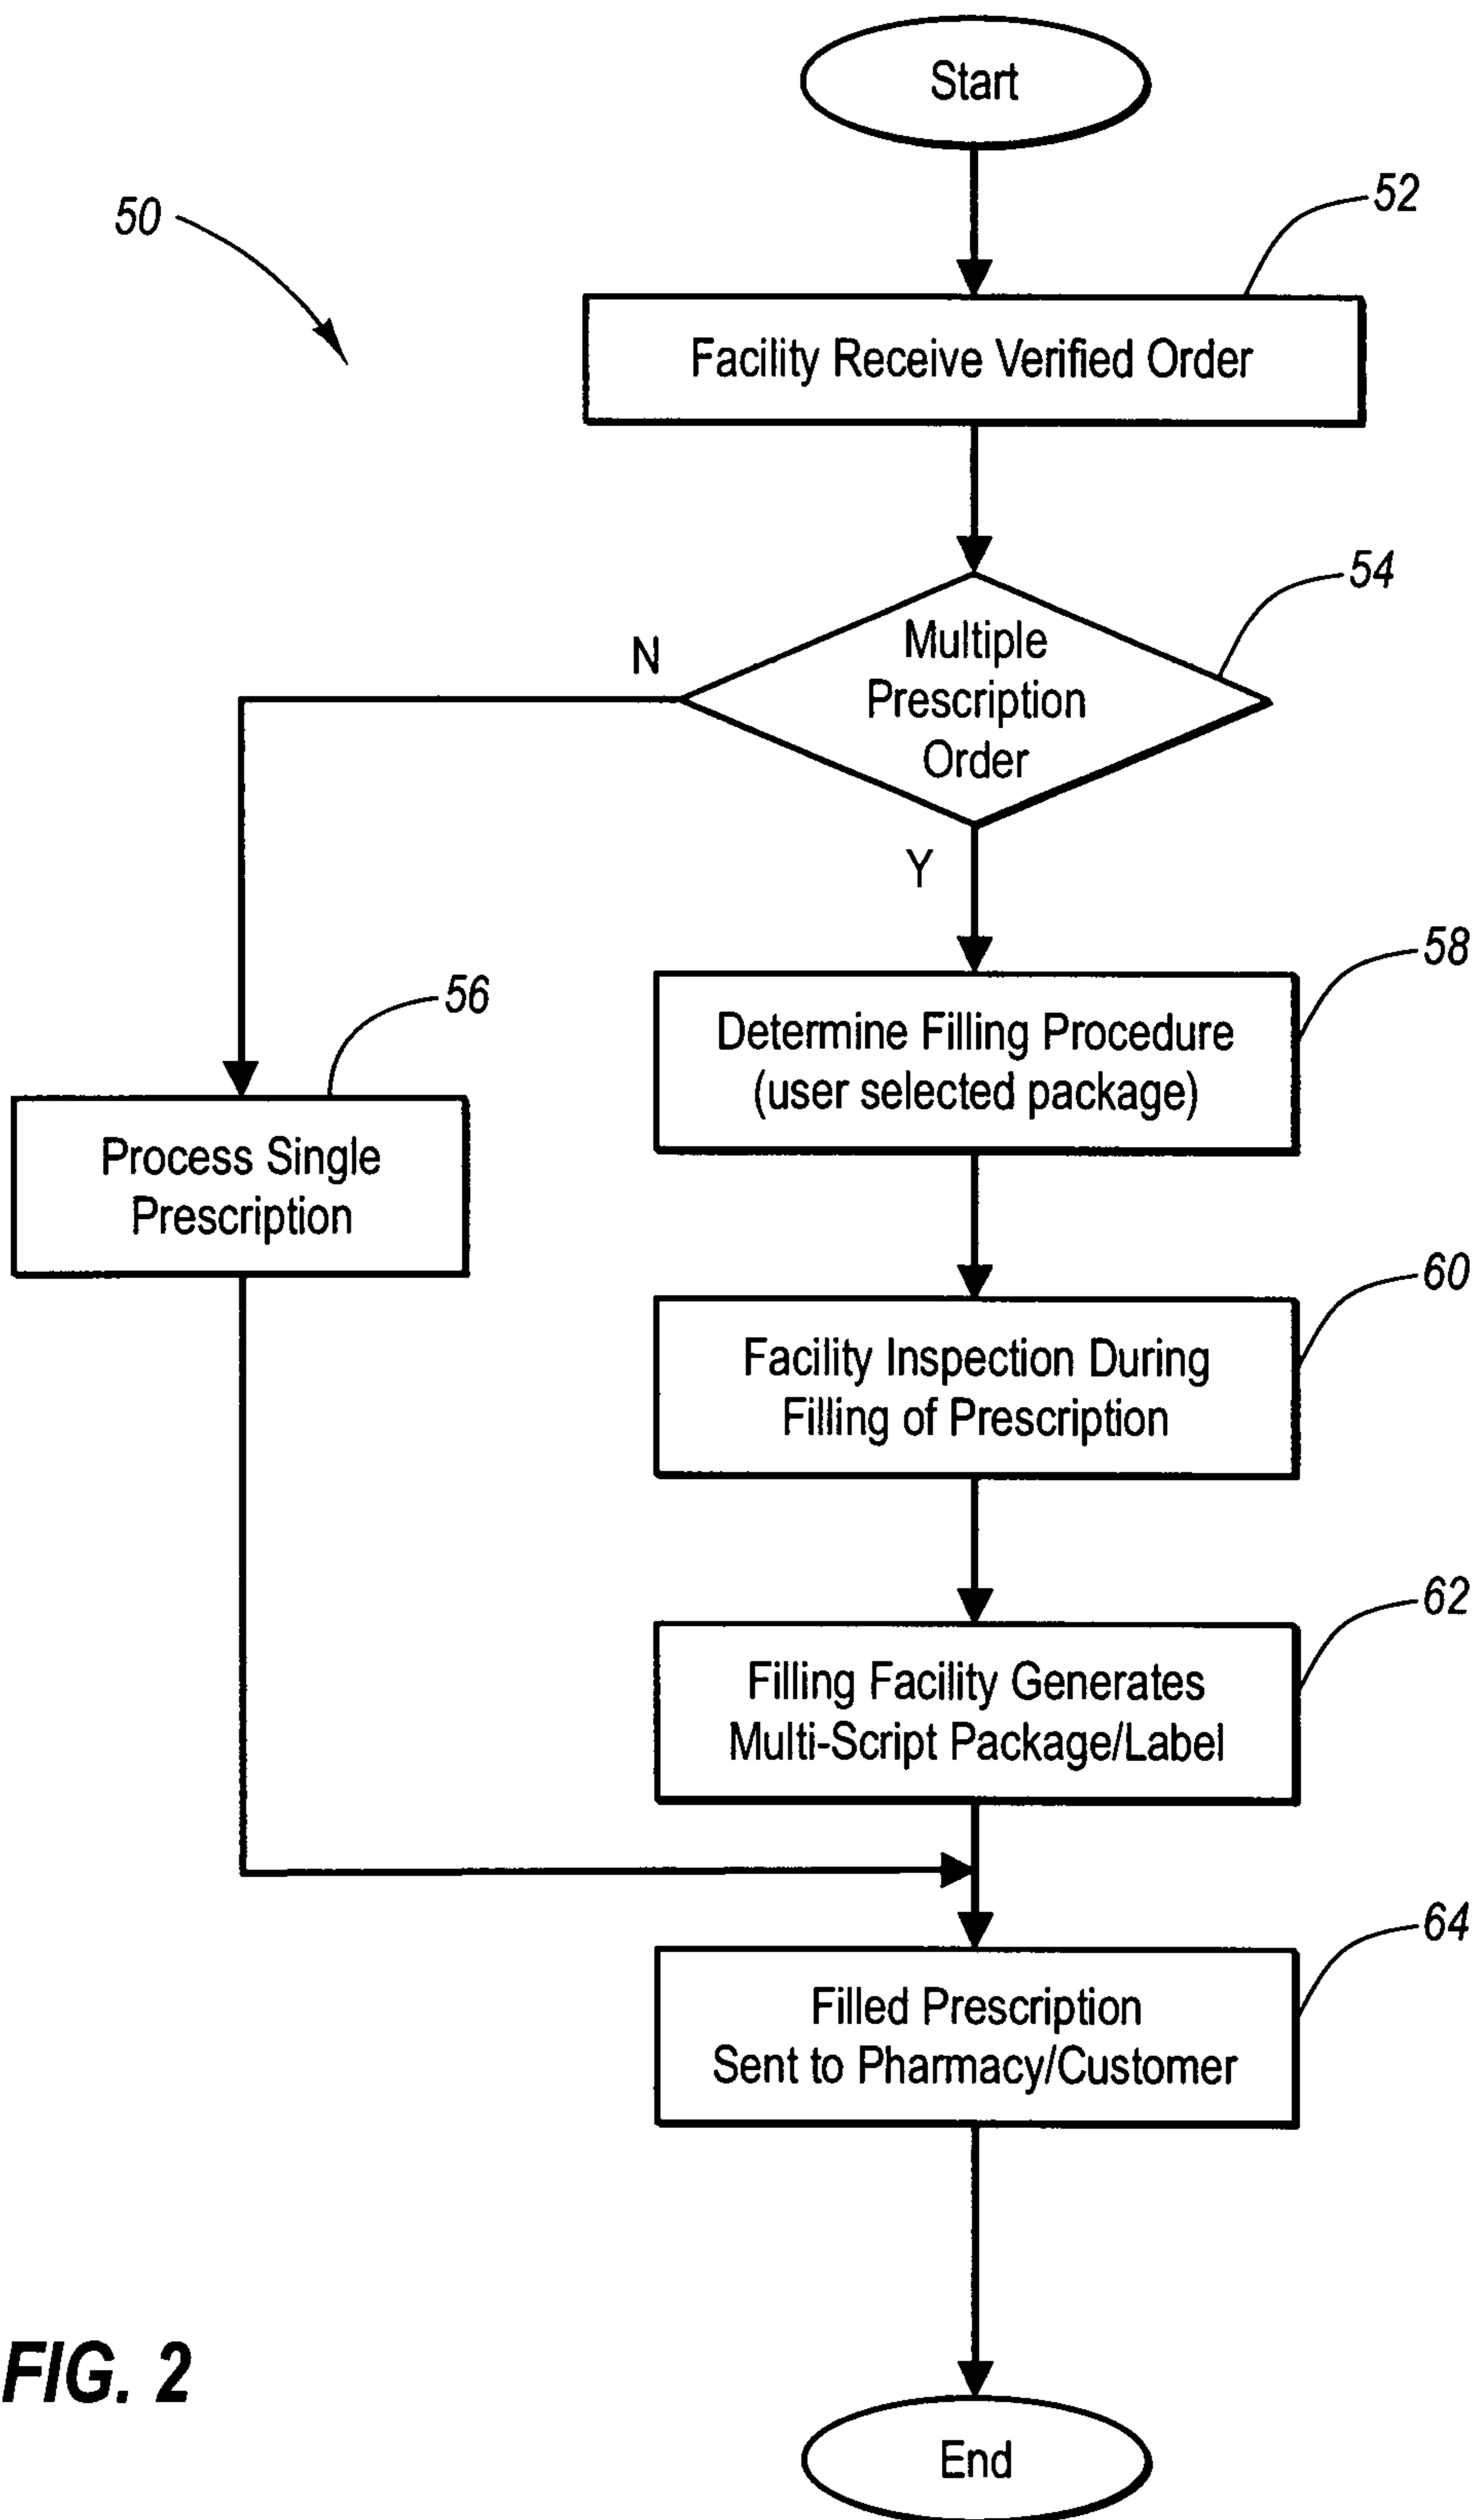 Start
50
52
Facility Receive Verified Order
54
Multiple
Prescription
Order
N
Y
58
Determine Filling Procedure
(user selected package)
56
Process Single
Prescription
60
Facility Inspection During
Filling of Prescription
62
Filling Facility Generates
Multi-Script Package/Label
64
Filled Prescription
Sent to Pharmacy/Customer
FIG. 2
End